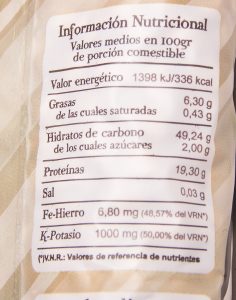 Información Nutricional
Valores medios en 100gr
de porción comestible
Valor energético 1398 kJ/336 kcal
Grasas 6,30 g
de las cuales saturadas 0,43 g
Hidratos de carbono 49,24 g
de los cuales azúcares 2,00 g
Proteínas 19,30 g
Sal 0,03 g
Fe-Hierro 6,80 mg (48,57% del VRN*)
K-Potasio 1000 mg (50,00% del VRN*)
(*)V.N.R.: Valores de referencia de nutrientes